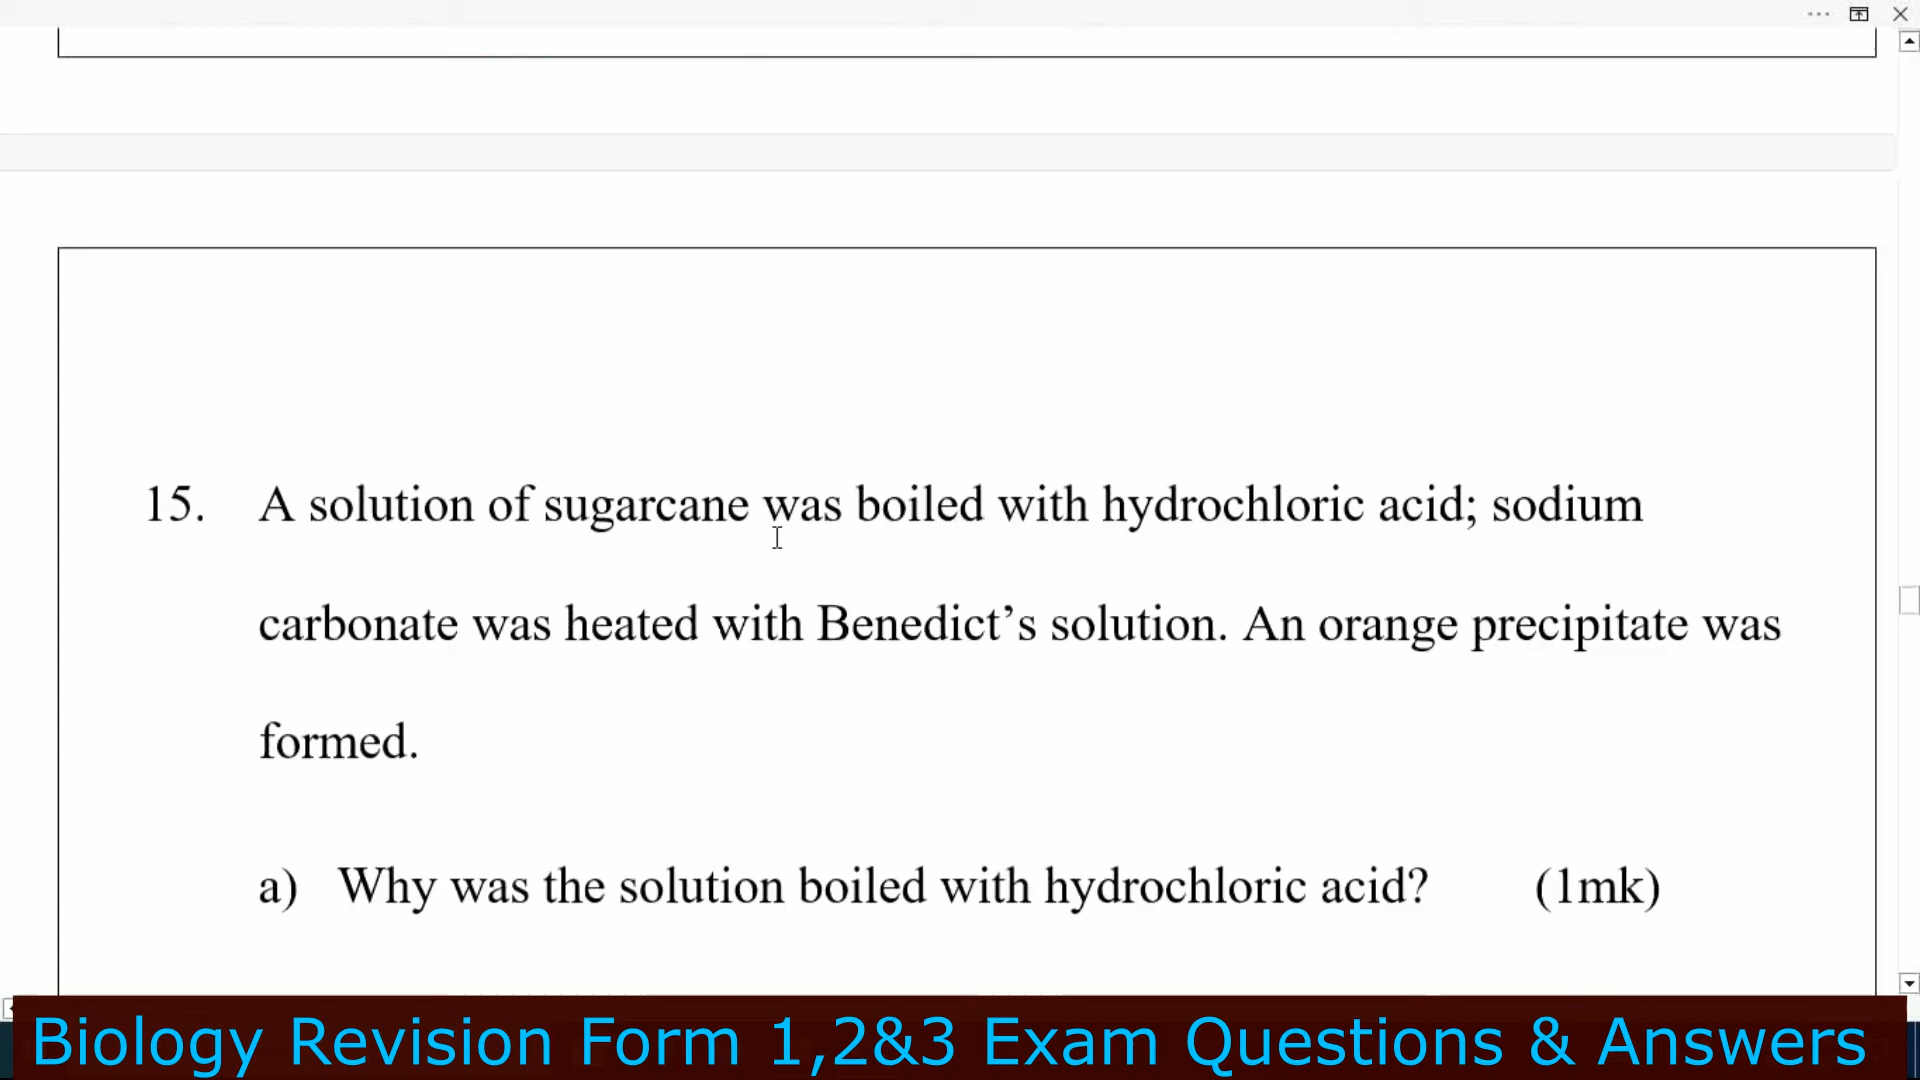 15. A solution of sugarcane was boiled with hydrochloric acid; sodium
carbonate was heated with Benedict’s solution. An orange precipitate was
formed.
a) Why was the solution boiled with hydrochloric acid? (1mk)
Biology Revision Form 1,2&3 Exam Questions & Answers